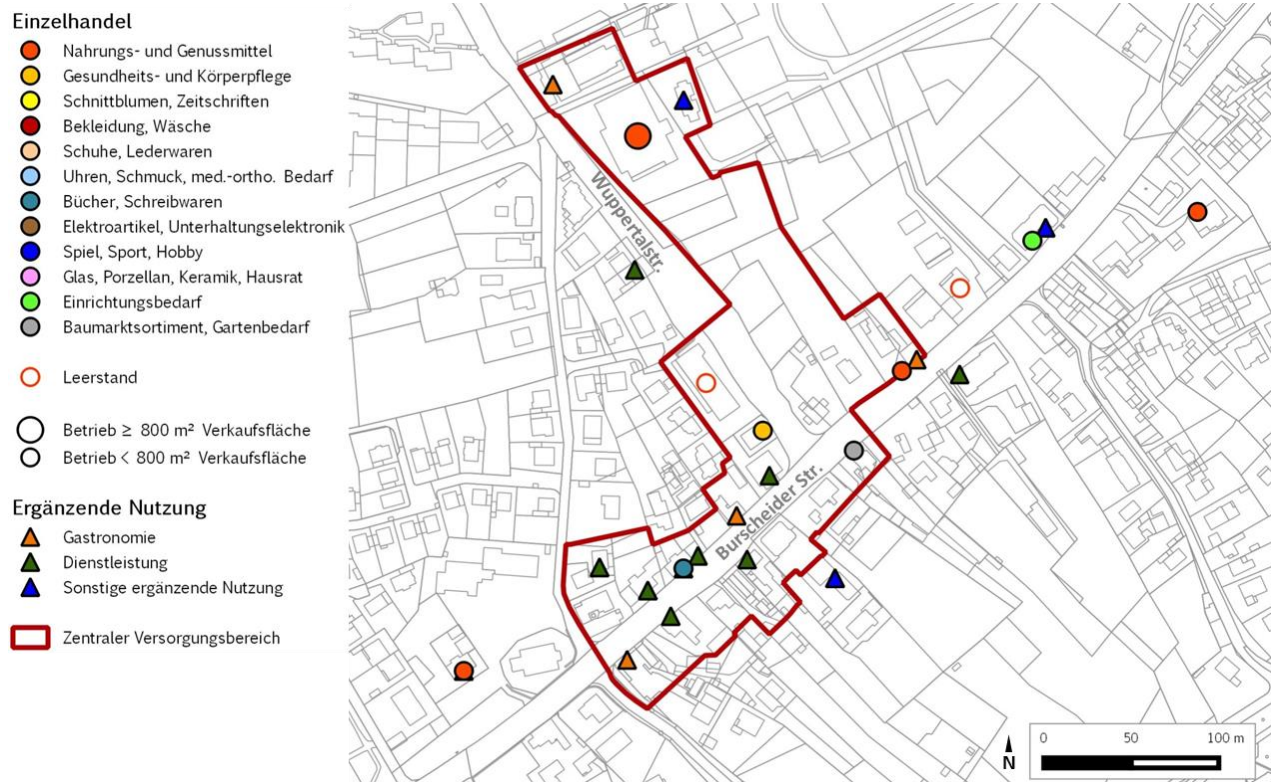 Einzelhandel
Nahrungs- und Genussmittel
Gesundheits- und Körperpflege
Schnittblumen, Zeitschriften
Bekleidung, Wäsche
Schuhe, Lederwaren
Uhren, Schmuck, med.-ortho. Bedarf
Bücher, Schreibwaren
Elektroartikel, Unterhaltungselektronik
Spiel, Sport, Hobby
Glas, Porzellan, Keramik, Hausrat
Einrichtungsbedarf
Baumarktsortiment, Gartenbedarf
Leerstand
Betrieb ≥ 800 m² Verkaufsfläche
Betrieb < 800 m² Verkaufsfläche
Ergänzende Nutzung
Gastronomie
Dienstleistung
Sonstige ergänzende Nutzung
Zentraler Versorgungsbereich
Wuppertalstr.
Burscheider Str.
N
0 50 100 m